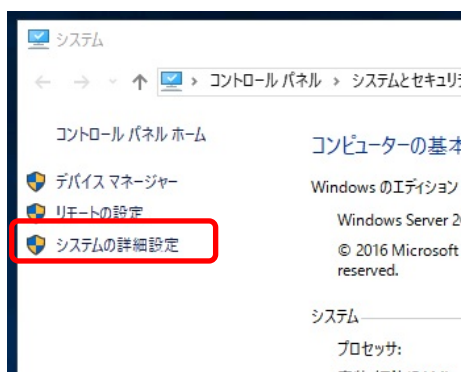 システム
コントロール パネル › システムとセキュリ
コントロール パネル ホーム
デバイス マネージャー
リモートの設定
システムの詳細設定
コンピューターの基本
Windows のエディション
Windows Server
© 2016 Microsoft
reserved.
システム
プロセッサ: